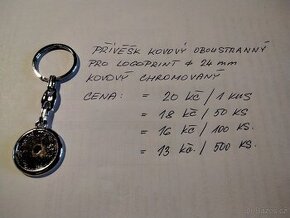 PŘÍVĚŠK KOVOVÝ OBOUSTRANNÝ
PRO LOGOPRINT ø 24 mm
KOVOVÝ CHROMOVANÝ
CENA: = 20 Kč / 1 KUS
= 18 Kč / 50 KS
= 16 Kč / 100 KS.
= 13 Kč. / 500 KS.